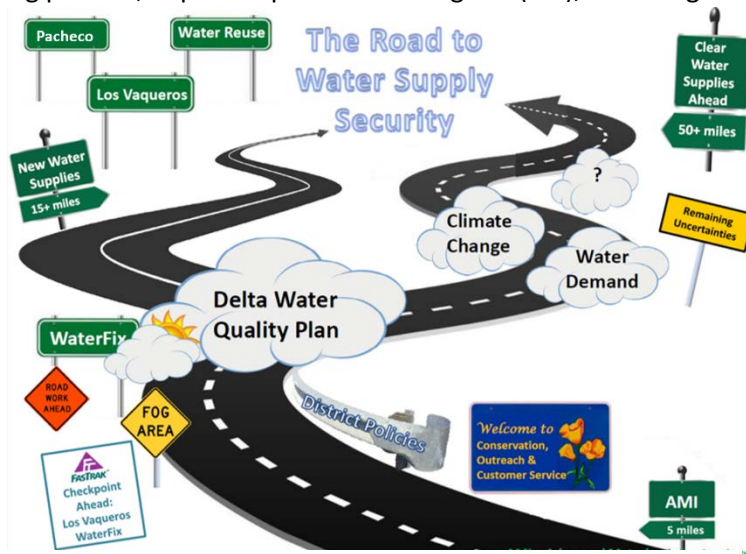 The Road to
Water Supply
Security
Pacheco
Water Reuse
Los Vaqueros
Clear
Water
Supplies
Ahead
50+ miles
New Water
Supplies
15+ miles
?
Climate
Change
Water
Demand
Remaining
Uncertainties
Delta Water
Quality Plan
WaterFix
ROAD
WORK
AHEAD
FOG
AREA
District Policies
Welcome to
Conservation,
Outreach &
Customer Service
FASTRAK
Checkpoint
Ahead:
Los Vaqueros
WaterFix
AMI
5 miles